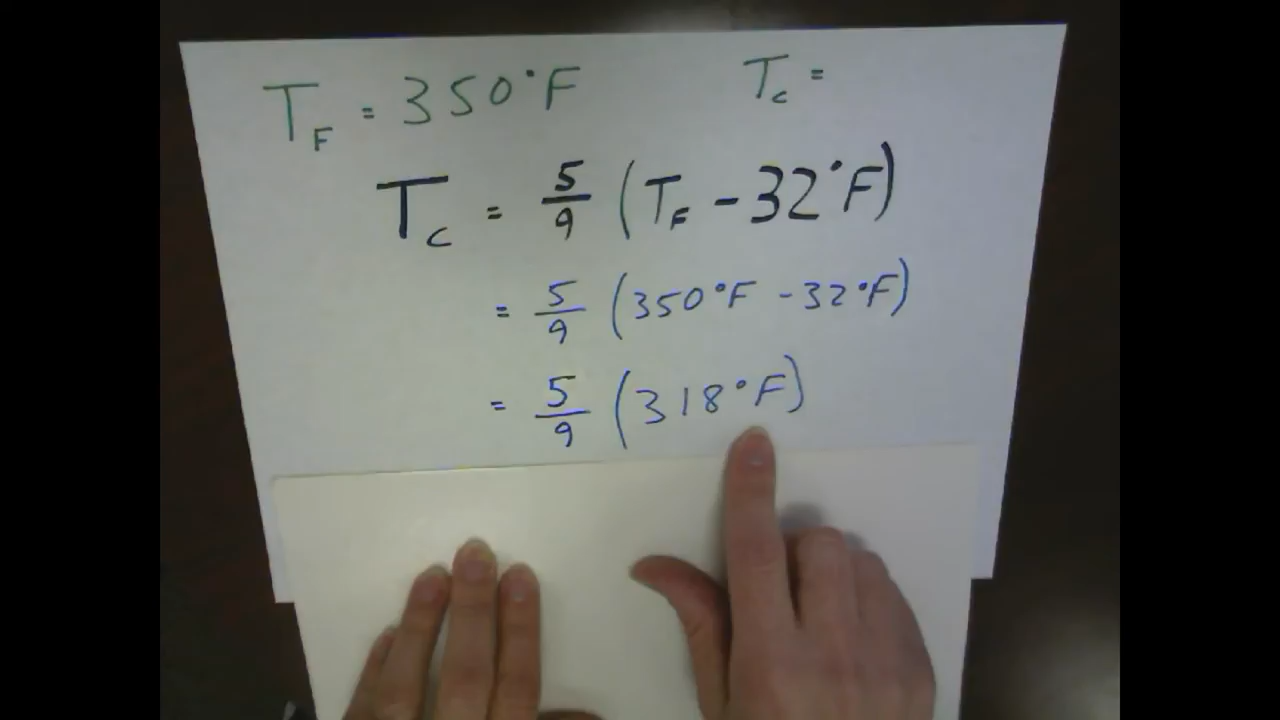 T_F = 350°F T_C =
T_C = 5/9 (T_F - 32°F)
= 5/9 (350°F - 32°F)
= 5/9 (318°F)